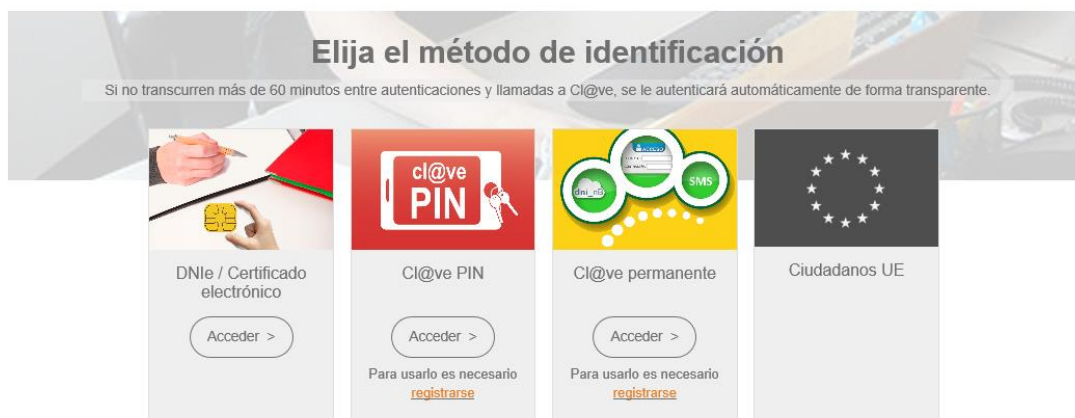 Elija el método de identificación
Si no transcurren más de 60 minutos entre autenticaciones y llamadas a Cl@ve, se le autenticará automáticamente de forma transparente.
DNIe / Certificado
electrónico
Acceder >
cl@ve
PIN
Cl@ve PIN
Acceder >
Para usarlo es necesario
registrarse
ACCESO
dni_nie
SMS
Cl@ve permanente
Acceder >
Para usarlo es necesario
registrarse
Ciudadanos UE